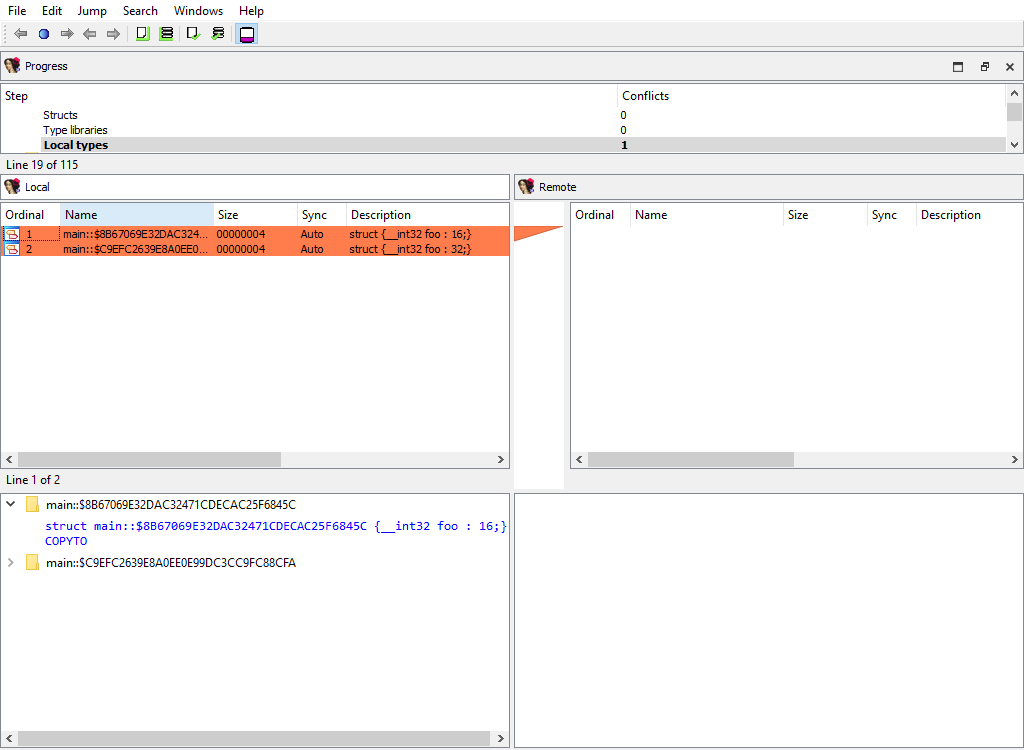 File Edit Jump Search Windows Help
Progress
Step Conflicts
Structs 0
Type libraries 0
Local types 1
Line 19 of 115
Local Remote
Ordinal Name Size Sync Description Ordinal Name Size Sync Description
1 main::$8B67069E32DAC324... 00000004 Auto struct {__int32 foo : 16;}
2 main::$C9EFC2639E8A0EE0... 00000004 Auto struct {__int32 foo : 32;}
Line 1 of 2
main::$8B67069E32DAC32471CDECAC25F6845C
struct main::$8B67069E32DAC32471CDECAC25F6845C {__int32 foo : 16;}
COPYTO
main::$C9EFC2639E8A0EE0E99DC3CC9FC88CFA